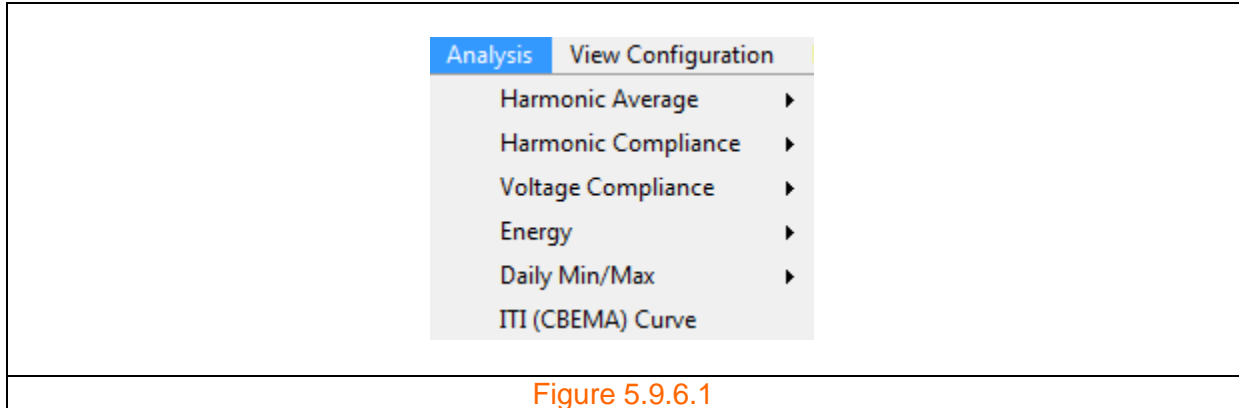 Analysis View Configuration
Harmonic Average
Harmonic Compliance
Voltage Compliance
Energy
Daily Min/Max
ITI (CBEMA) Curve
Figure 5.9.6.1